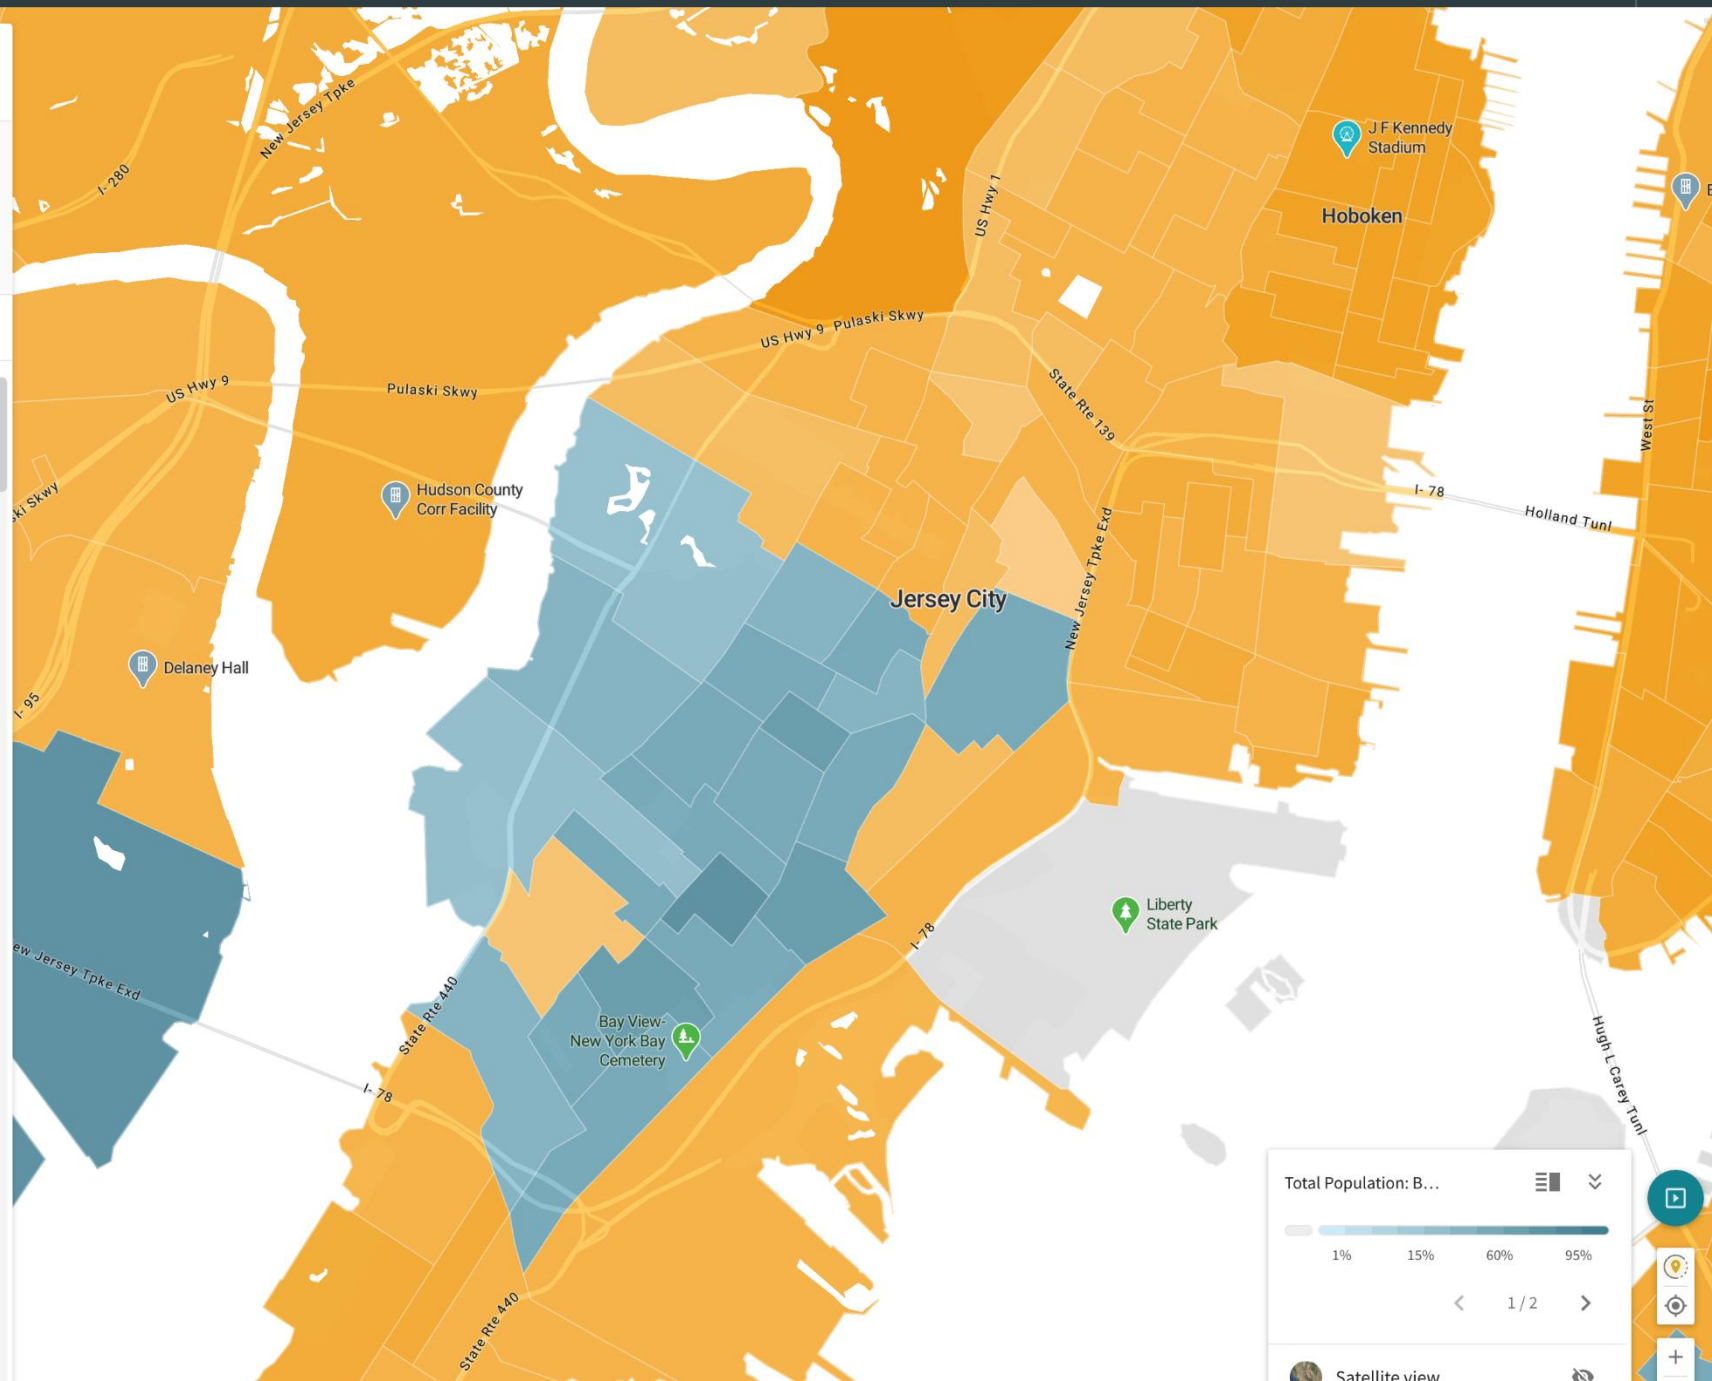 New Jersey Tpke
I- 280
US Hwy 1
J F Kennedy
Stadium
Hoboken
US Hwy 9
Pulaski Skwy
US Hwy 9
Pulaski Skwy
State Rte 139
West St
I- 78
Holland Tunl
Hudson County
Corr Facility
ki Skwy
New Jersey Tpke Exd
Jersey City
Delaney Hall
I- 95
Liberty
State Park
I- 78
ew Jersey Tpke Exd
State Rte 440
Bay View-
New York Bay
Cemetery
I- 78
Hugh L Carey Tunl
State Rte 440
Total Population: B...
1%
15%
60%
95%
1 / 2
Satellite view